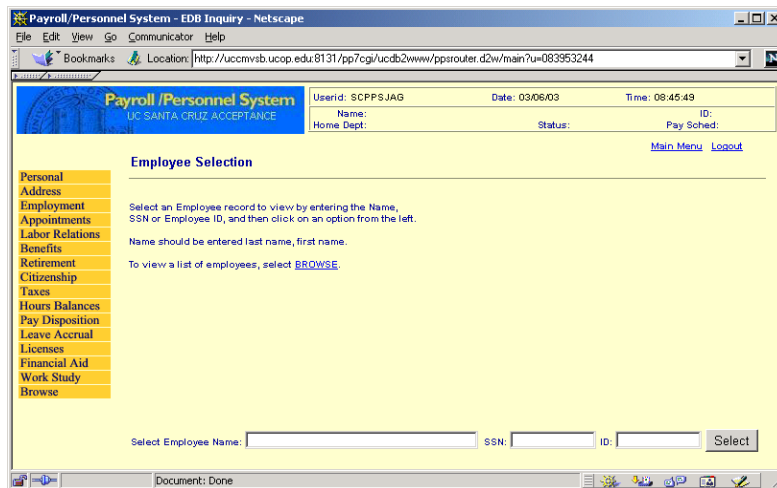 Payroll/Personnel System - EDB Inquiry - Netscape
File Edit View Go Communicator Help
Bookmarks Location: http://uccmvsb.ucop.edu:8131/pp7cgi/ucdb2www/ppsrouter.d2w/main?u=083953244
Payroll /Personnel System
UC SANTA CRUZ ACCEPTANCE
Userid: SCPPSJAG Date: 03/06/03 Time: 08:45:49
Name: ID:
Home Dept: Status: Pay Sched:
Main Menu Logout
Employee Selection
Personal
Address
Employment
Appointments
Labor Relations
Benefits
Retirement
Citizenship
Taxes
Hours Balances
Pay Disposition
Leave Accrual
Licenses
Financial Aid
Work Study
Browse
Select an Employee record to view by entering the Name,
SSN or Employee ID, and then click on an option from the left.
Name should be entered last name, first name.
To view a list of employees, select BROWSE.
Select Employee Name: SSN: ID: Select
Document: Done